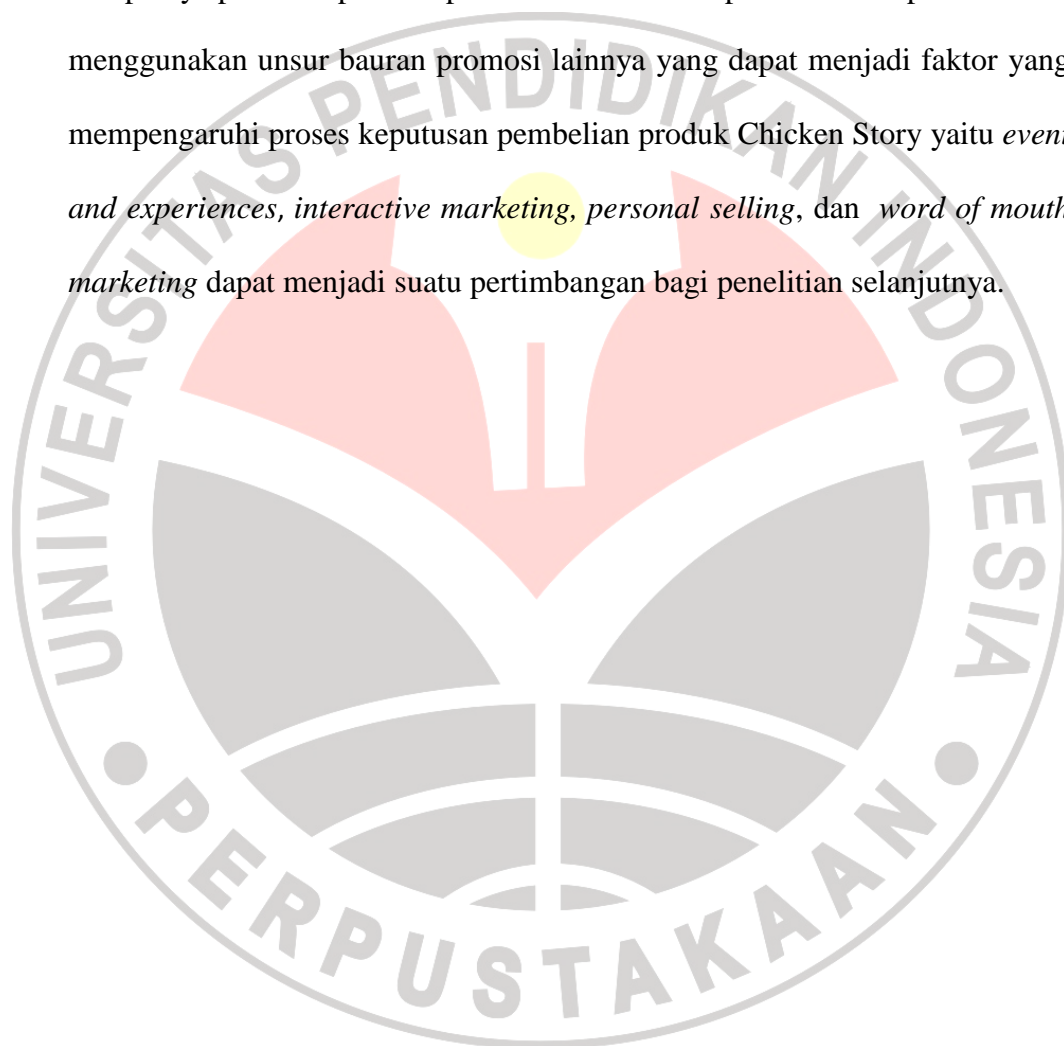 menggunakan unsur bauran promosi lainnya yang dapat menjadi faktor yang
mempengaruhi proses keputusan pembelian produk Chicken Story yaitu event
and experiences, interactive marketing, personal selling, dan word of mouth
marketing dapat menjadi suatu pertimbangan bagi penelitian selanjutnya.
UNIVERSITAS PENDIDIKAN INDONESIA
PERPUSTAKAAN